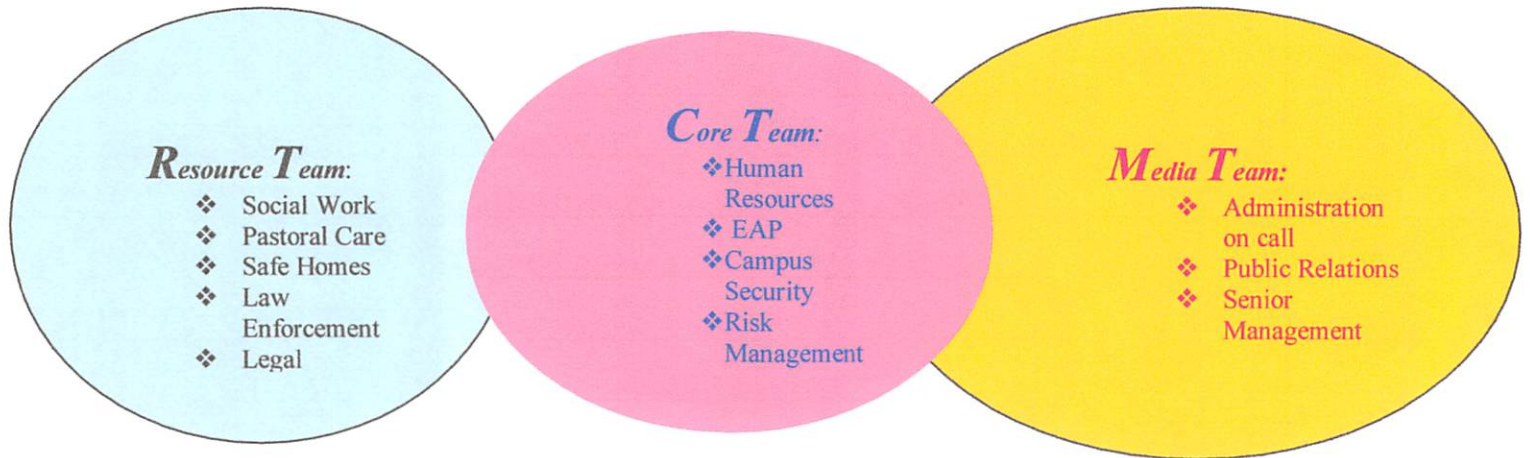 Resource Team:
❖ Social Work
❖ Pastoral Care
❖ Safe Homes
❖ Law
Enforcement
❖ Legal
Core Team:
❖Human
Resources
❖ EAP
❖Campus
Security
❖Risk
Management
Media Team:
❖ Administration
on call
❖ Public Relations
❖ Senior
Management